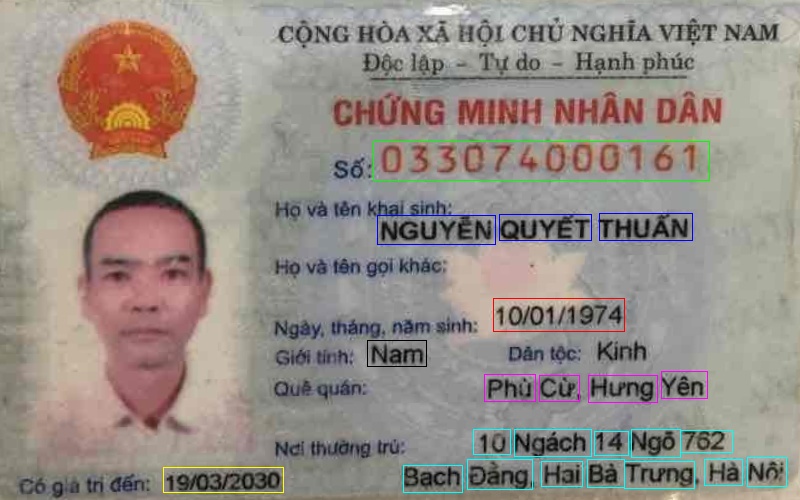 CỘNG HÒA XÃ HỘI CHỦ NGHĨA VIỆT NAM
Độc lập - Tự do - Hạnh phúc
CHỨNG MINH NHÂN DÂN
Số: 033074000161
Họ và tên khai sinh:
NGUYỄN QUYẾT THUẤN
Họ và tên gọi khác:
Ngày, tháng, năm sinh: 10/01/1974
Giới tính: Nam Dân tộc: Kinh
Quê quán: Phù Cừ, Hưng Yên
Nơi thường trú: 10 Ngách 14 Ngõ 762
Bạch Đằng, Hai Bà Trưng, Hà Nội
Có giá trị đến: 19/03/2030